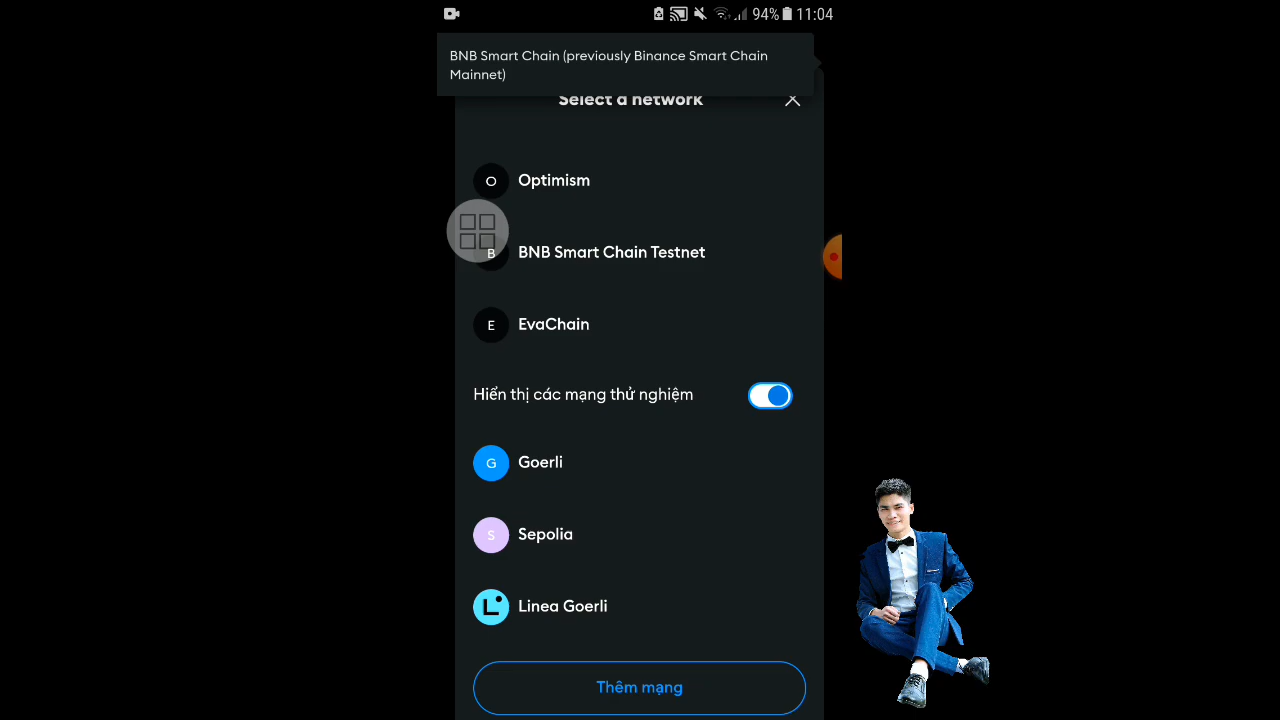 94% 11:04
BNB Smart Chain (previously Binance Smart Chain
Mainnet)
Select a network
O Optimism
B BNB Smart Chain Testnet
E EvaChain
Hiển thị các mạng thử nghiệm
G Goerli
S Sepolia
L Linea Goerli
Thêm mạng